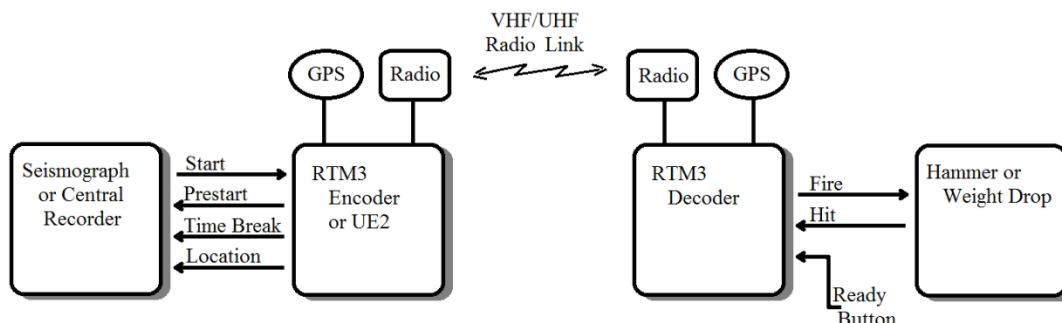 VHF/UHF
Radio Link
GPS
Radio
Radio
GPS
Seismograph
or Central
Recorder
Start
Prestart
Time Break
Location
RTM3
Encoder
or UE2
RTM3
Decoder
Fire
Hit
Ready
Button
Hammer or
Weight Drop